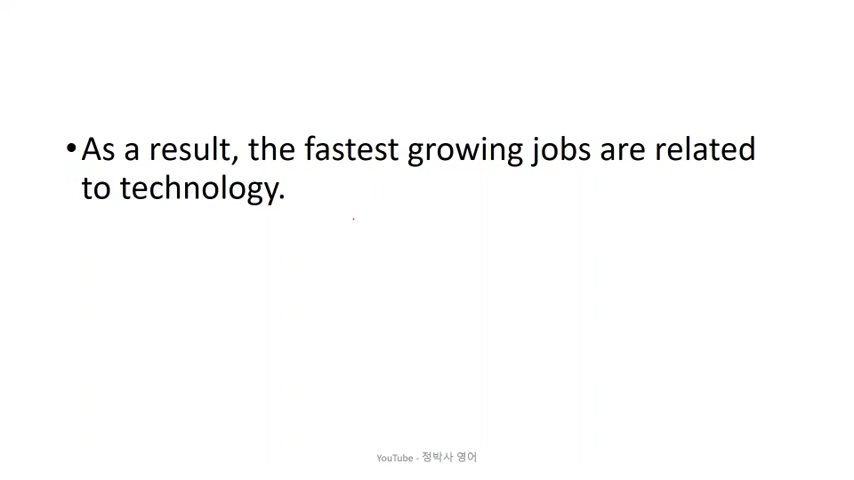 •As a result, the fastest growing jobs are related
to technology.
YouTube - 정박사 영어